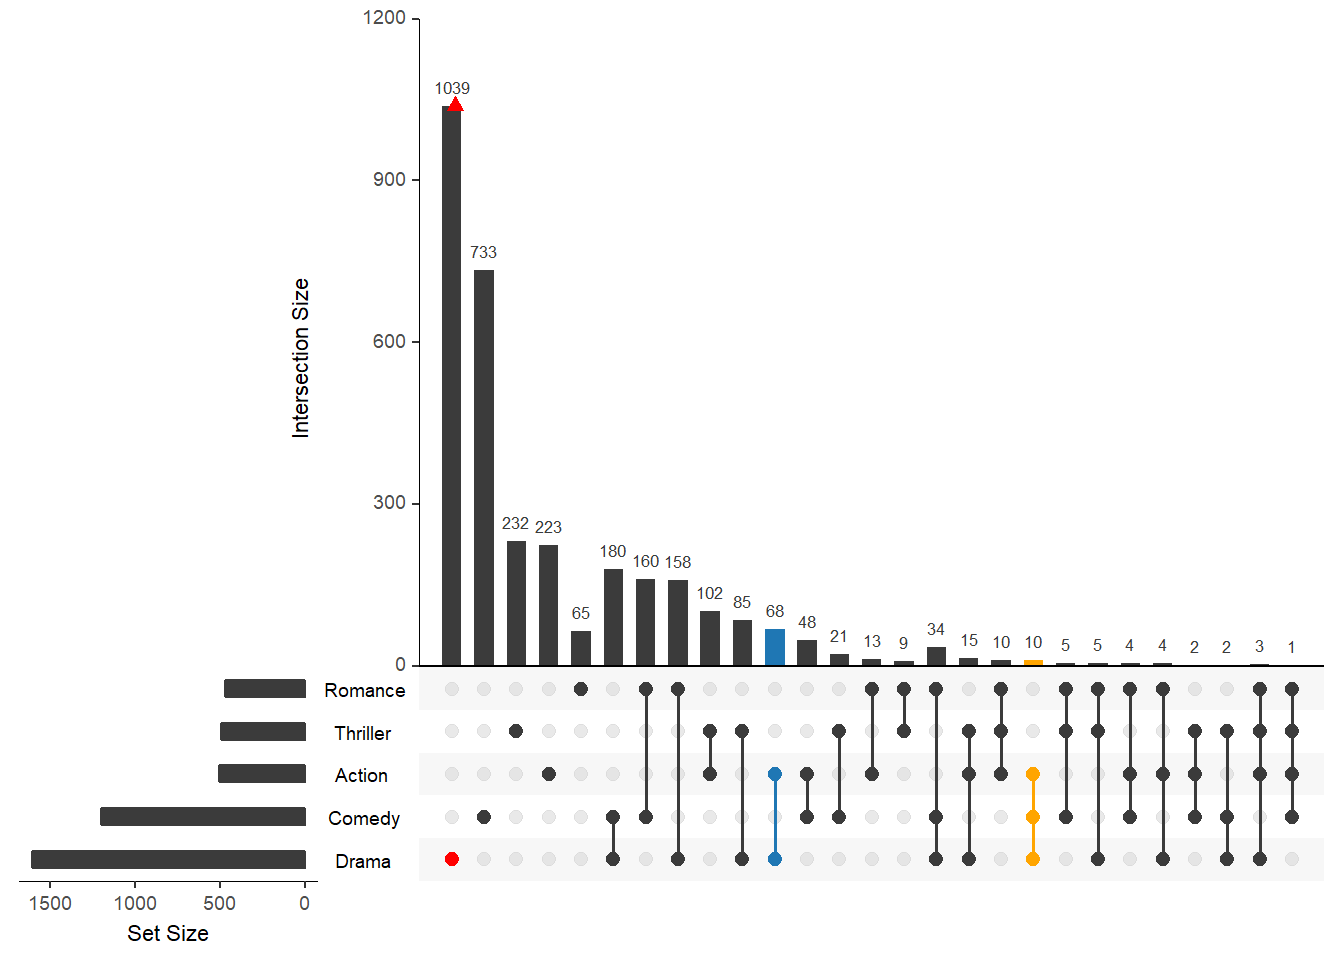 1200
1039
900
733
600
Intersection Size
300
232 223 180 160 158 102 85 68 65 48 21 13 9 34 15 10 10 5 5 4 4 2 2 3 1
0
Romance
Thriller
Action
Comedy
Drama
1500 1000 500 0
Set Size